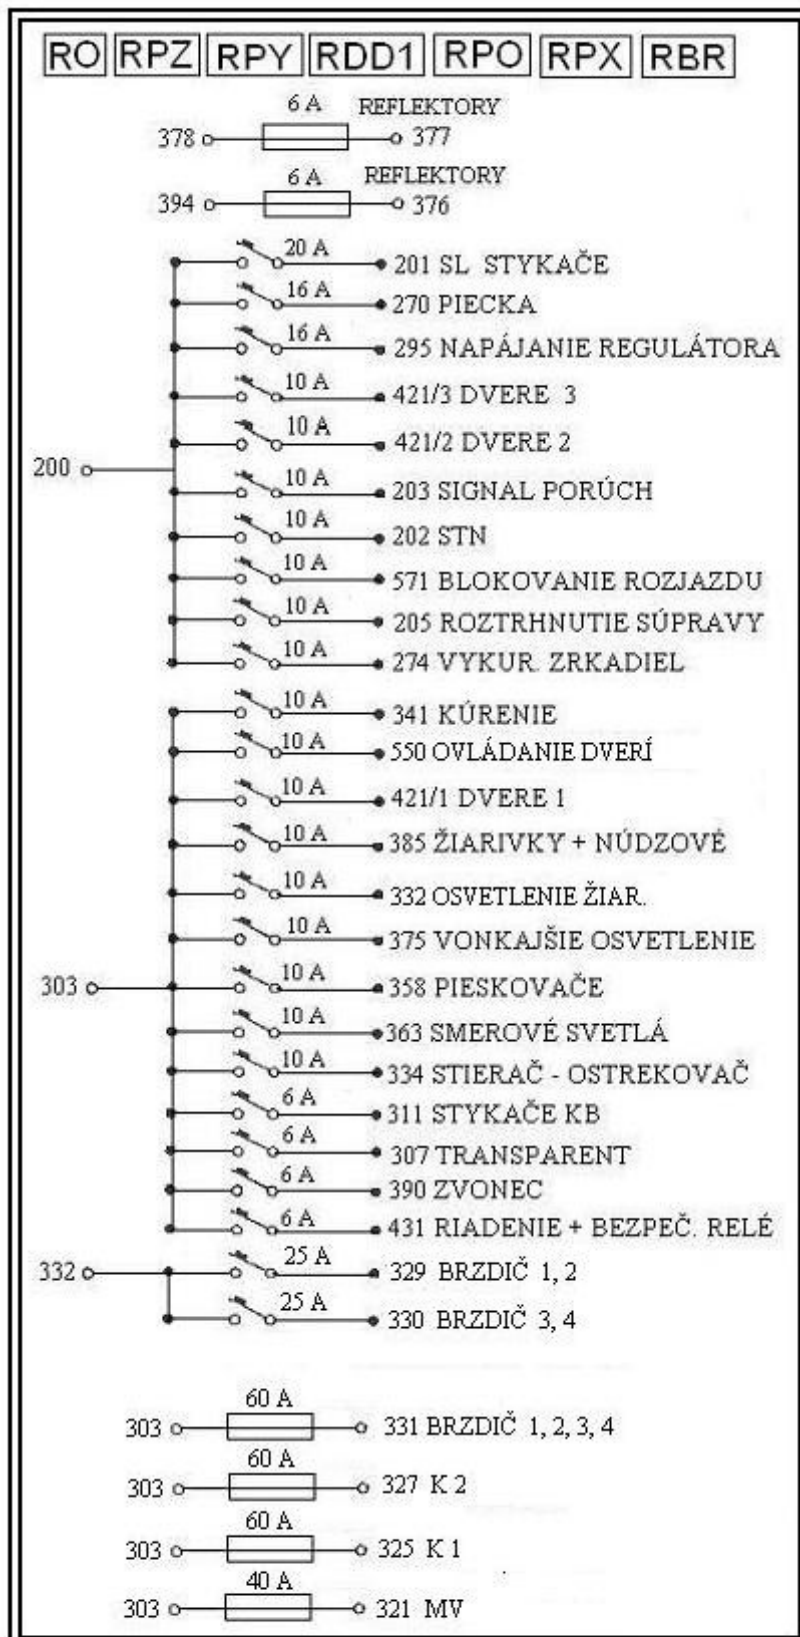 RO RPZ RPY RDD1 RPO RPX RBR
6 A REFLEKTORY
378 377
6 A REFLEKTORY
394 376
20 A 201 SL STYKAČE
16 A 270 PIECKA
16 A 295 NAPÁJANIE REGULÁTORA
10 A 421/3 DVERE 3
10 A 421/2 DVERE 2
200
10 A 203 SIGNAL PORÚCH
10 A 202 STN
10 A 571 BLOKOVANIE ROZJAZDU
10 A 205 ROZTRHNUTIE SÚPRAVY
10 A 274 VYKUR. ZRKADIEL
10 A 341 KÚRENIE
10 A 550 OVLÁDANIE DVERÍ
10 A 421/1 DVERE 1
10 A 385 ŽIARIVKY + NÚDZOVÉ
10 A 332 OSVETLENIE ŽIAR.
10 A 375 VONKAJŠIE OSVETLENIE
303 10 A 358 PIESKOVAČE
10 A 363 SMEROVÉ SVETLÁ
10 A 334 STIERAČ - OSTREKOVAČ
6 A 311 STYKAČE KB
6 A 307 TRANSPARENT
6 A 390 ZVONEC
6 A 431 RIADENIE + BEZPEČ. RELÉ
332 25 A 329 BRZDIČ 1, 2
25 A 330 BRZDIČ 3, 4
60 A
303 331 BRZDIČ 1, 2, 3, 4
60 A
303 327 K 2
60 A
303 325 K 1
40 A
303 321 MV